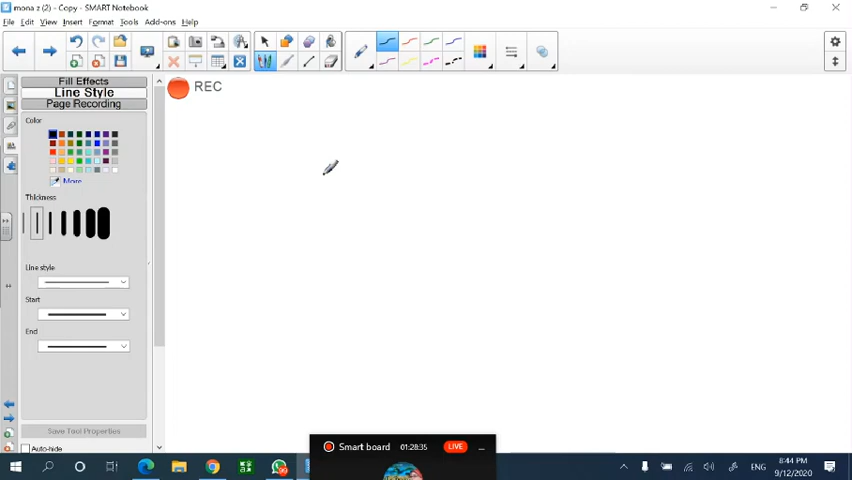 mona z (2) - Copy - SMART Notebook
File Edit View Insert Format Tools Add-ons Help
Fill Effects
Line Style
Page Recording
REC
Color
More
Thickness
Line style
Start
End
Save Tool Properties
Auto-hide
Smart board 01:28:35 LIVE
99
ENG
8:44 PM
9/12/2020